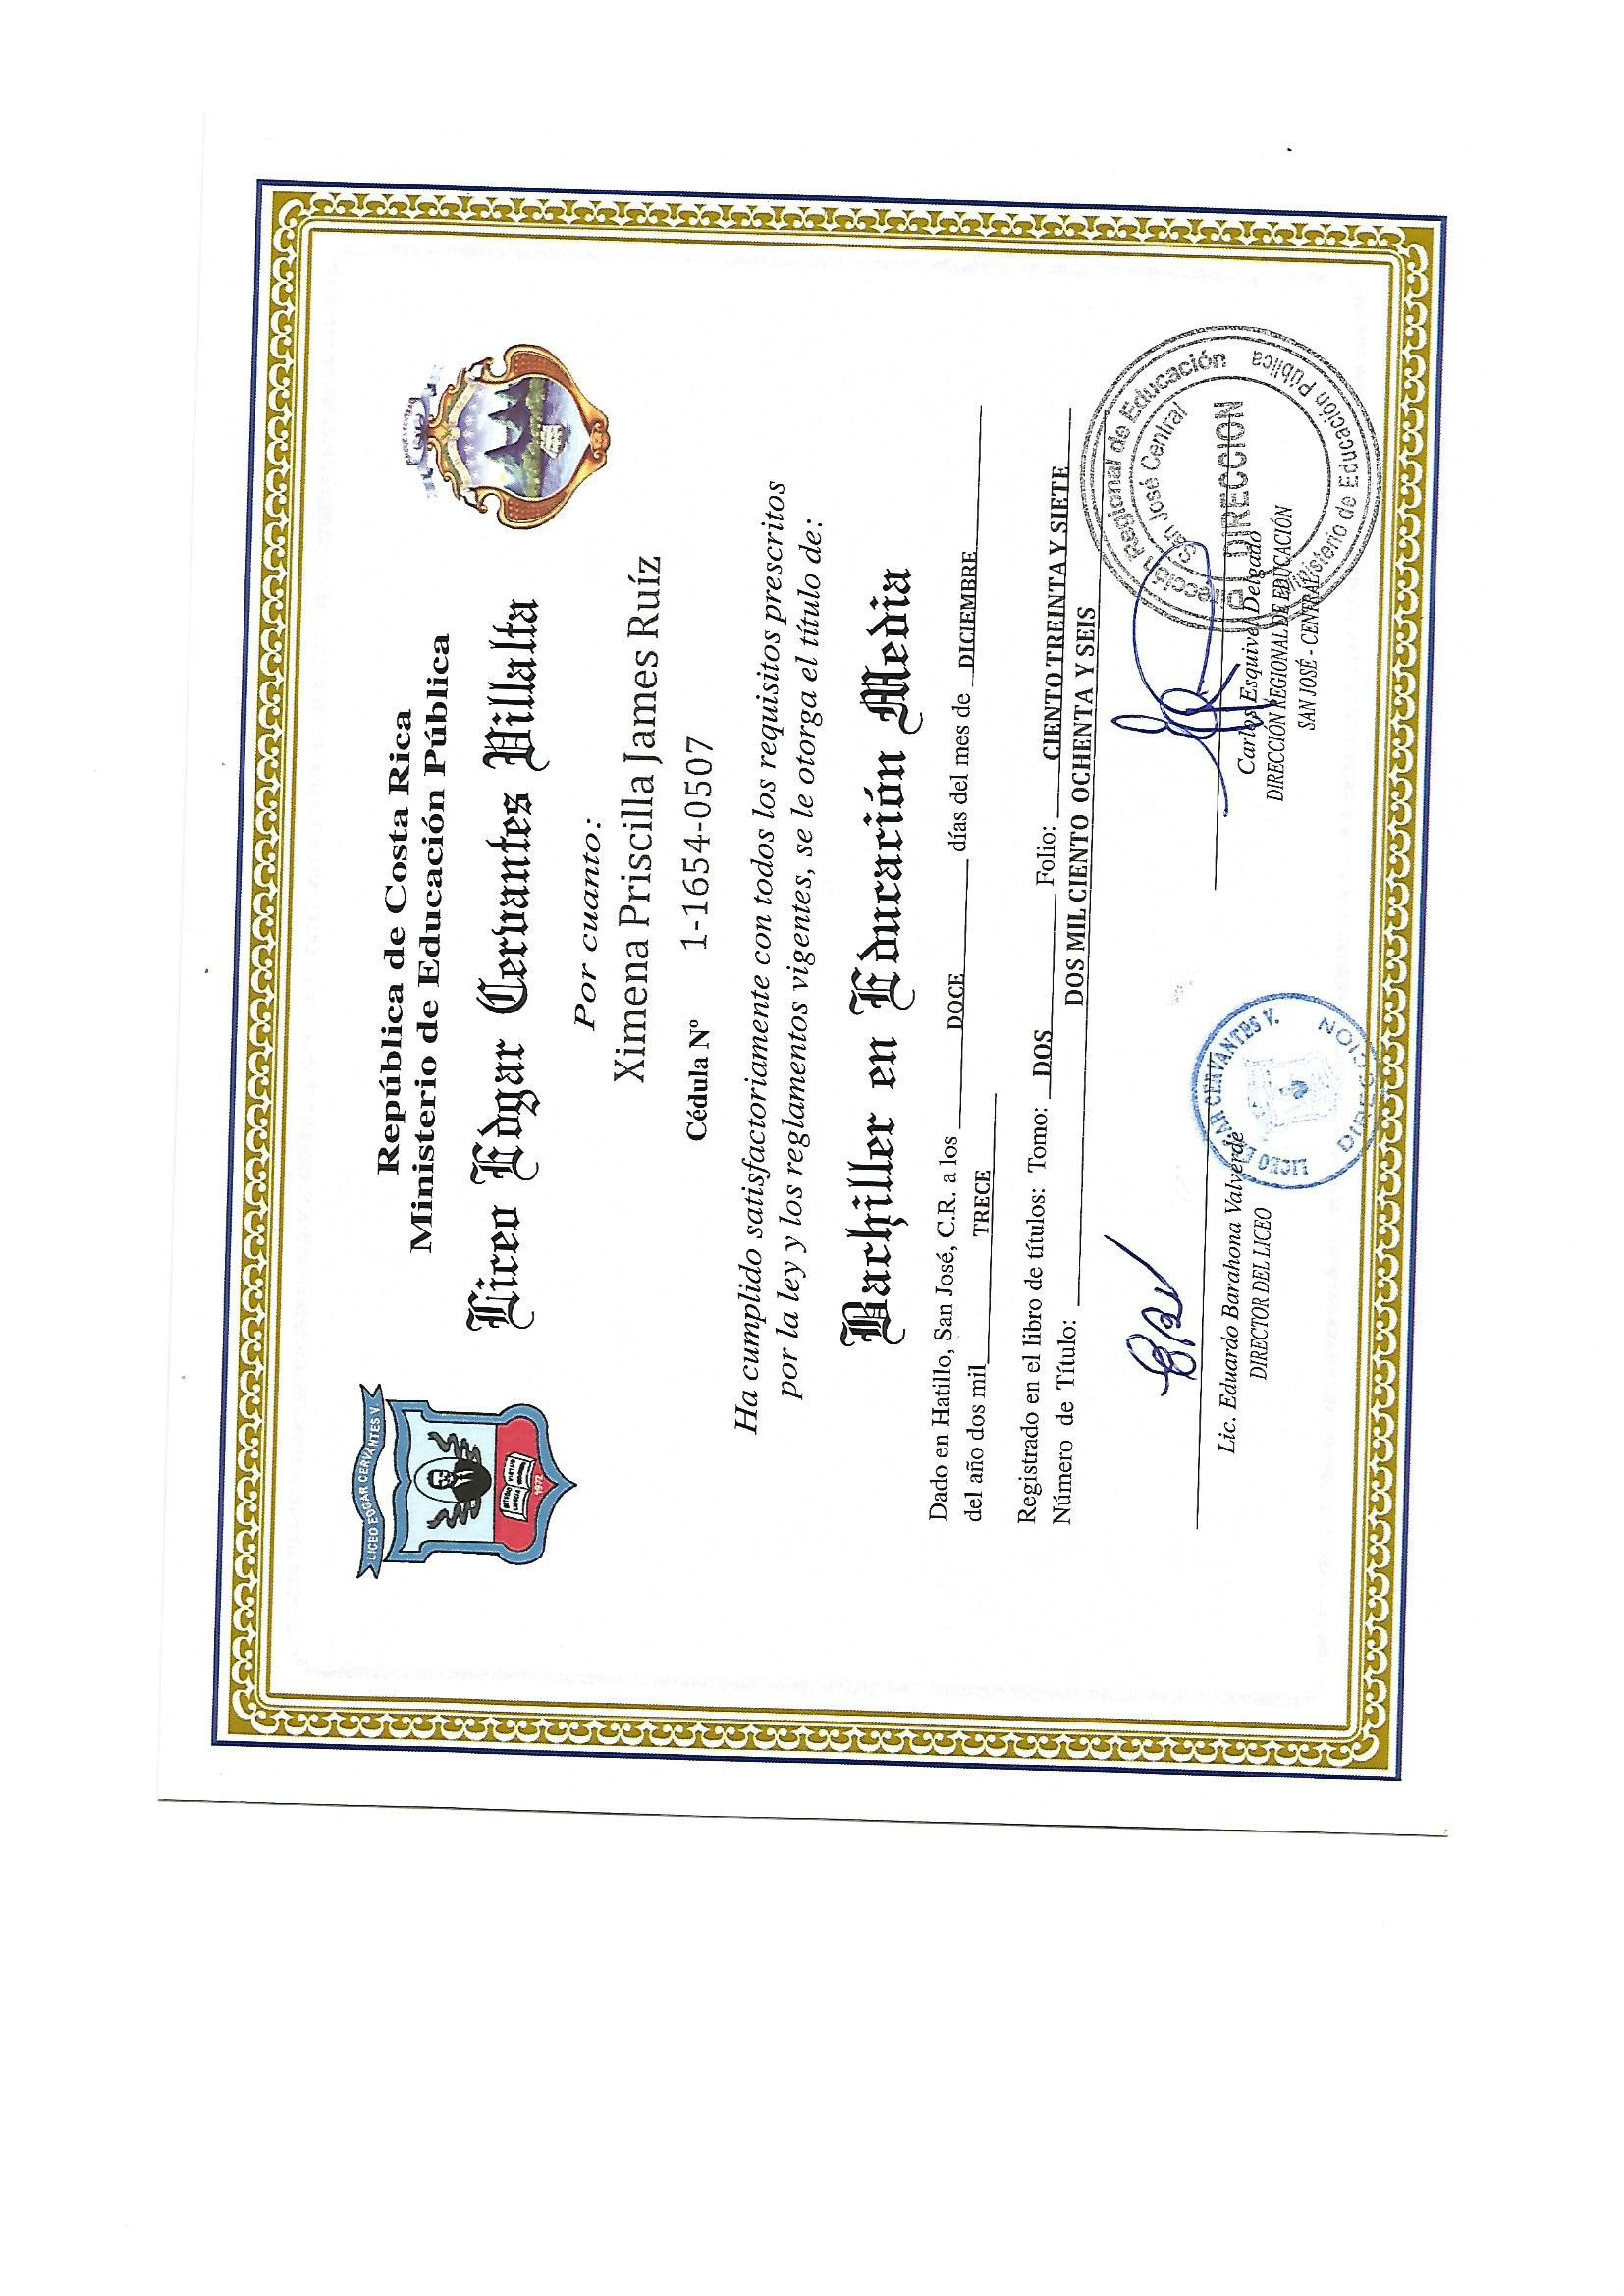 República de Costa Rica
Ministerio de Educación Pública
Liceo Edgar Cervantes Villalta
LICEO EDGAR CERVANTES V.
1972
Por cuanto:
Ximena Priscilla James Ruíz
Cédula Nº 1-1654-0507
Ha cumplido satisfactoriamente con todos los requisitos prescritos
por la ley y los reglamentos vigentes, se le otorga el título de:
Bachiller en Educación Media
Dado en Hatillo, San José, C.R. a los DOCE días del mes de DICIEMBRE
del año dos mil TRECE
Registrado en el libro de títulos: Tomo: DOS Folio: CIENTO TREINTA Y SIETE
Número de Título: DOS MIL CIENTO OCHENTA Y SEIS
Lic. Eduardo Barahona Valverde
DIRECTOR DEL LICEO
LICEO EDGAR CERVANTES V.
DIRECCION
Carlos Esquivel Delgado
DIRECCIÓN REGIONAL DE EDUCACIÓN
SAN JOSÉ - CENTRAL
Dirección Regional de Educación
San José Central
DIRECCION
Ministerio de Educación Pública